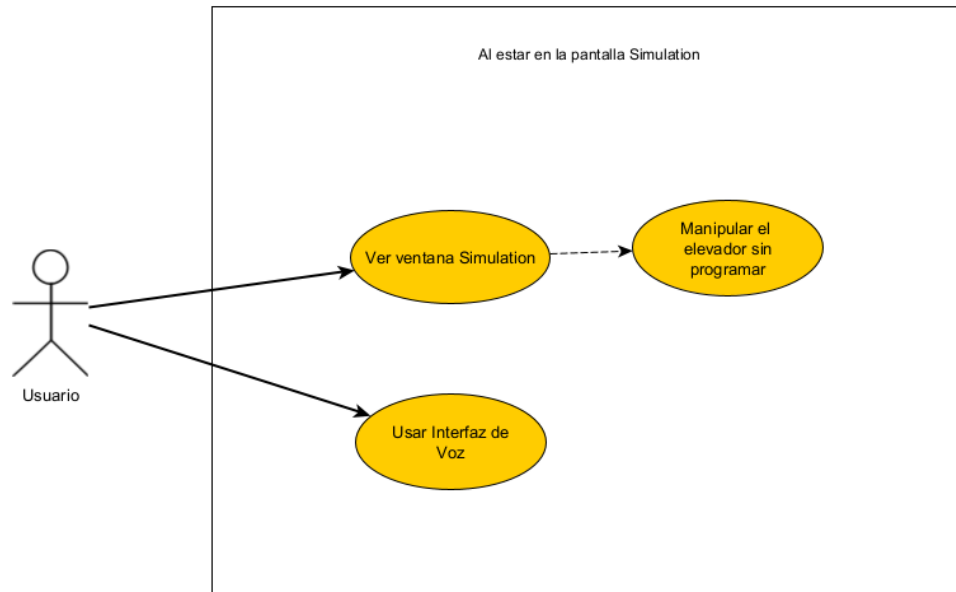 Al estar en la pantalla Simulation
Manipular el
elevador sin
programar
Ver ventana Simulation
Usuario
Usar Interfaz de
Voz